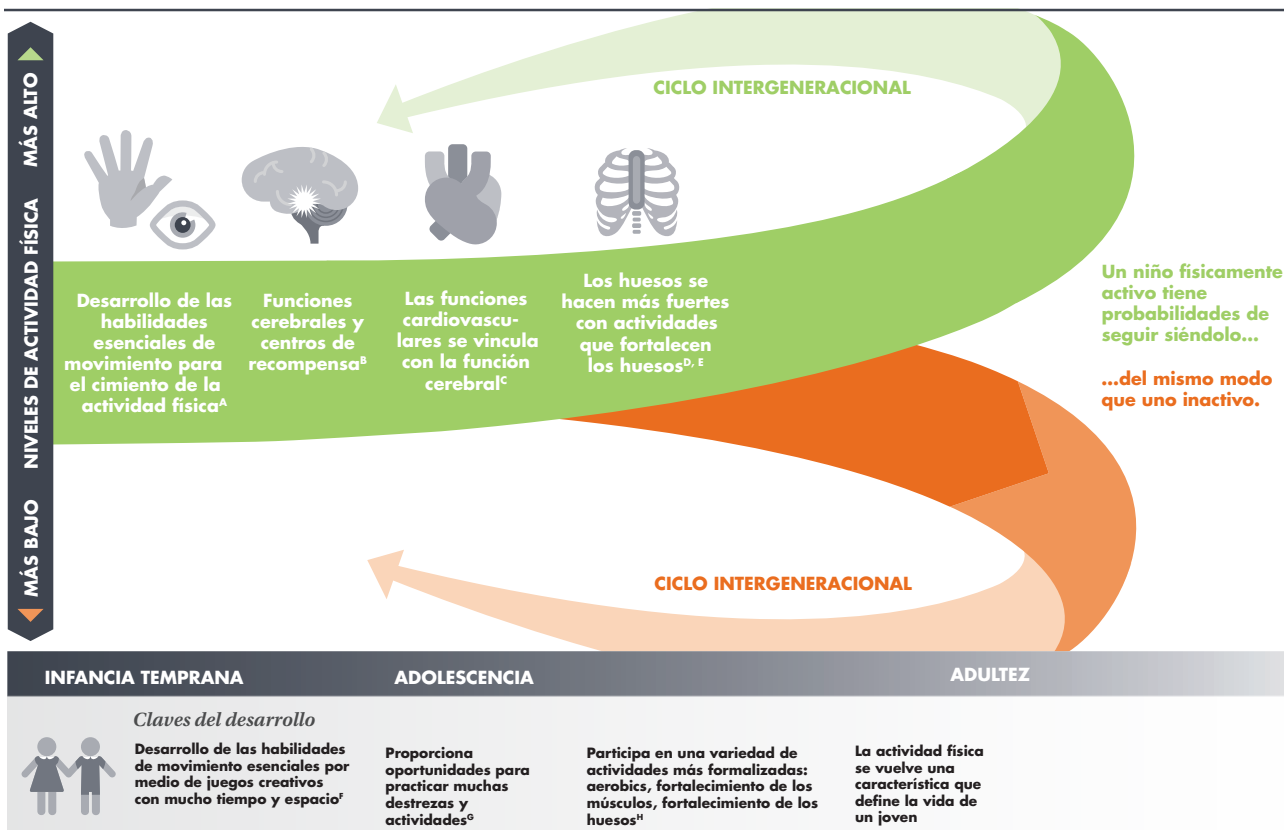 MÁS ALTO
NIVELES DE ACTIVIDAD FÍSICA
MÁS BAJO
CICLO INTERGENERACIONAL
Desarrollo de las
habilidades
esenciales de
movimiento para
el cimiento de la
actividad físicaᴬ
Funciones
cerebrales y
centros de
recompensaᴮ
Las funciones
cardiovascu-
lares se vincula
con la función
cerebralᶜ
Los huesos se
hacen más fuertes
con actividades
que fortalecen
los huesosᴰ, ᴱ
Un niño físicamente
activo tiene
probabilidades de
seguir siéndolo...
...del mismo modo
que uno inactivo.
CICLO INTERGENERACIONAL
INFANCIA TEMPRANA
ADOLESCENCIA
ADULTEZ
Claves del desarrollo
Desarrollo de las habilidades
de movimiento esenciales por
medio de juegos creativos
con mucho tiempo y espacioF
Proporciona
oportunidades para
practicar muchas
destrezas y
actividadesᴳ
Participa en una variedad de
actividades más formalizadas:
aerobics, fortalecimiento de los
músculos, fortalecimiento de los
huesosᴴ
La actividad física
se vuelve una
característica que
define la vida de
un joven